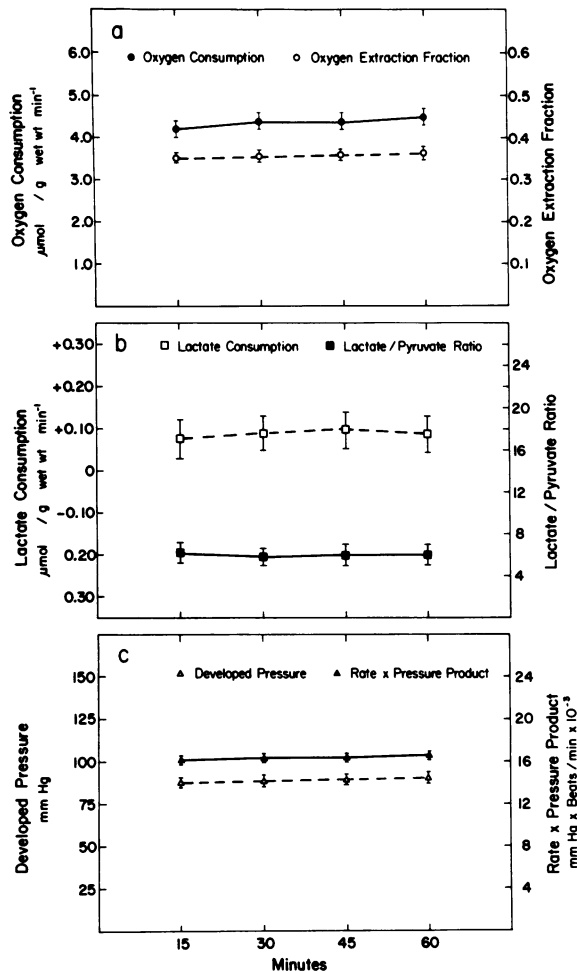 a
Oxygen Consumption
Oxygen Extraction Fraction
Oxygen Consumption
μmol / g wet wt min⁻¹
6.0
5.0
4.0
3.0
2.0
1.0
0.6
0.5
0.4
0.3
0.2
0.1
Oxygen Extraction Fraction
b
Lactate Consumption
Lactate/Pyruvate Ratio
Lactate Consumption
μmol / g wet wt min⁻¹
+0.30
+0.20
+0.10
0
-0.10
0.20
0.30
24
20
16
12
8
4
Lactate/Pyruvate Ratio
c
Developed Pressure
Rate x Pressure Product
Developed Pressure
mm Hg
150
125
100
75
50
25
24
20
16
12
8
4
Rate x Pressure Product
mm Hg x Beats/min x 10⁻³
15 30 45 60
Minutes